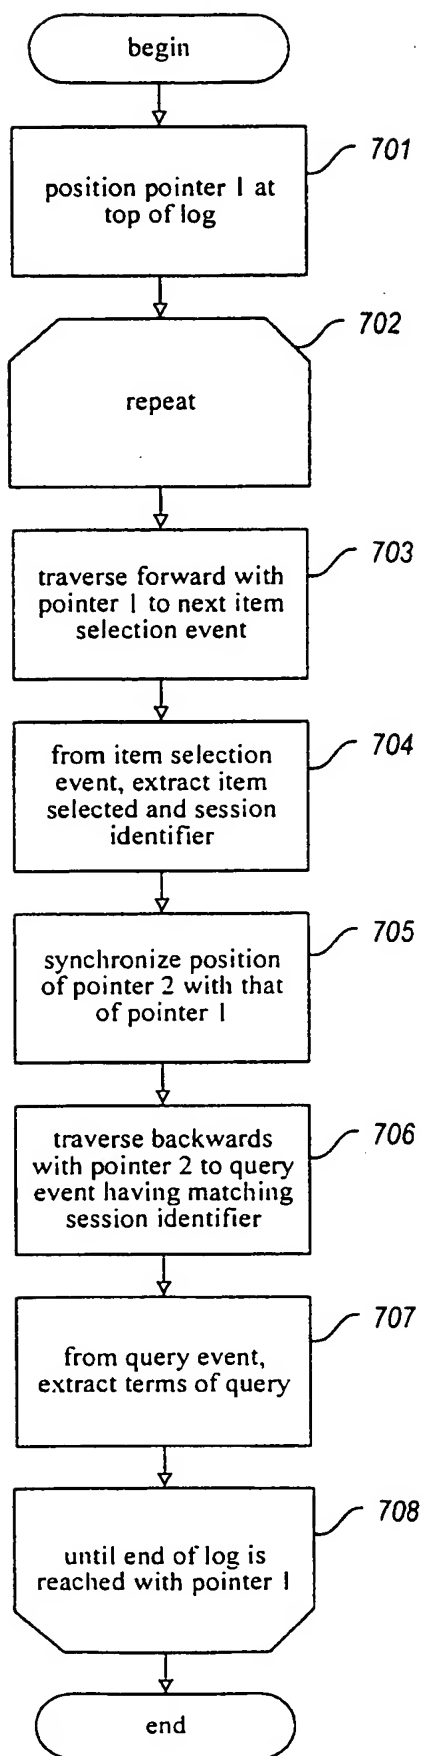 begin
701
position pointer 1 at
top of log
702
repeat
703
traverse forward with
pointer 1 to next item
selection event
704
from item selection
event, extract item
selected and session
identifier
705
synchronize position
of pointer 2 with that
of pointer 1
706
traverse backwards
with pointer 2 to query
event having matching
session identifier
707
from query event,
extract terms of query
708
until end of log is
reached with pointer 1
end